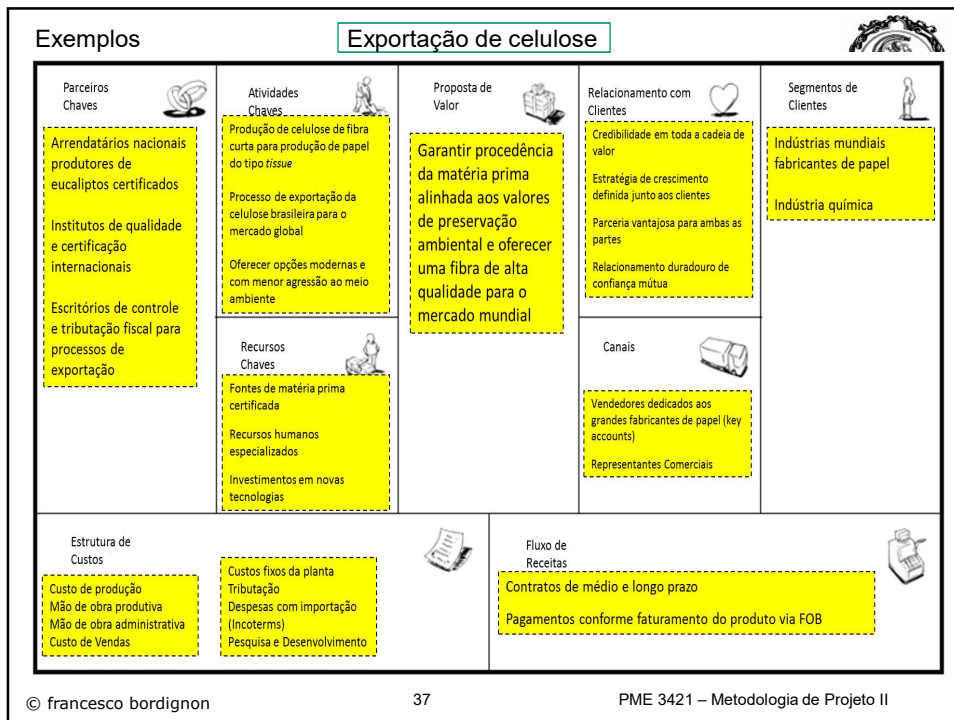 Exemplos
Exportação de celulose
Parceiros
Chaves
Arrendatários nacionais
produtores de
eucaliptos certificados
Institutos de qualidade
e certificação
internacionais
Escritórios de controle
e tributação fiscal para
processos de
exportação
Atividades
Chaves
Produção de celulose de fibra
curta para produção de papel
do tipo tissue
Processo de exportação da
celulose brasileira para o
mercado global
Oferecer opções modernas e
com menor agressão ao meio
ambiente
Recursos
Chaves
Fontes de matéria prima
certificada
Recursos humanos
especializados
Investimentos em novas
tecnologias
Proposta de
Valor
Garantir procedência
da matéria prima
alinhada aos valores
de preservação
ambiental e oferecer
uma fibra de alta
qualidade para o
mercado mundial
Relacionamento com
Clientes
Credibilidade em toda a cadeia de
valor
Estratégia de crescimento
definida junto aos clientes
Parceria vantajosa para ambas as
partes
Relacionamento duradouro de
confiança mútua
Canais
Vendedores dedicados aos
grandes fabricantes de papel (key
accounts)
Representantes Comerciais
Segmentos de
Clientes
Indústrias mundiais
fabricantes de papel
Indústria química
Estrutura de
Custos
Custo de produção
Mão de obra produtiva
Mão de obra administrativa
Custo de Vendas
Custos fixos da planta
Tributação
Despesas com importação
(Incoterms)
Pesquisa e Desenvolvimento
Fluxo de
Receitas
Contratos de médio e longo prazo
Pagamentos conforme faturamento do produto via FOB
© francesco bordignon
37
PME 3421 – Metodologia de Projeto II